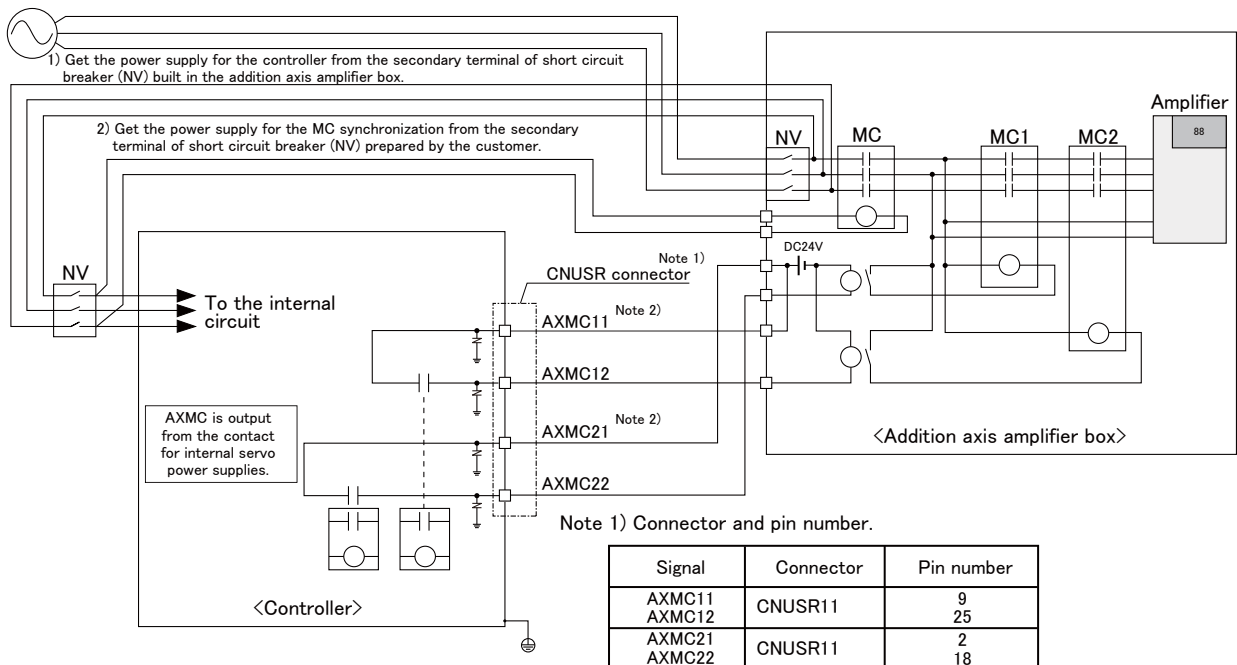 1) Get the power supply for the controller from the secondary terminal of short circuit
breaker (NV) built in the addition axis amplifier box.
2) Get the power supply for the MC synchronization from the secondary
terminal of short circuit breaker (NV) prepared by the customer.
Amplifier
88
NV
MC
MC1
MC2
DC24V
NV
To the internal
circuit
Note 1)
CNUSR connector
AXMC11 Note 2)
AXMC12
AXMC21 Note 2)
AXMC22
AXMC is output
from the contact
for internal servo
power supplies.
<Addition axis amplifier box>
<Controller>
Note 1) Connector and pin number.
Signal Connector Pin number
AXMC11 CNUSR11 9
AXMC12 25
AXMC21 CNUSR11 2
AXMC22 18